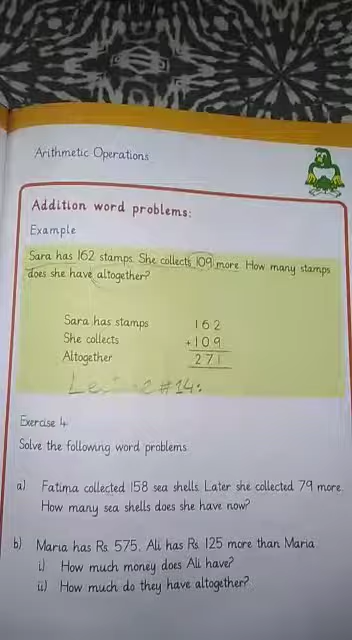 Arithmetic Operations
Addition word problems:
Example
Sara has 162 stamps. She collects 109 more. How many stamps
does she have altogether?
Sara has stamps 162
She collects +109
Altogether 271
#14:
Exercise 4
Solve the following word problems
a) Fatima collected 158 sea shells. Later she collected 79 more.
How many sea shells does she have now?
b) Maria has Rs. 575. Ali has Rs. 125 more than Maria.
i) How much money does Ali have?
ii) How much do they have altogether?